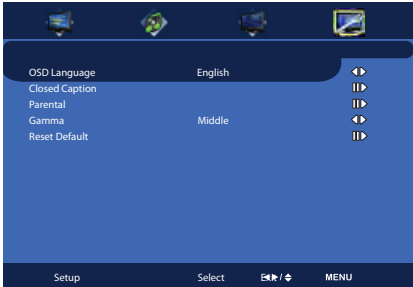 OSD Language English
Closed Caption
Parental
Gamma Middle
Reset Default
Setup Select MENU